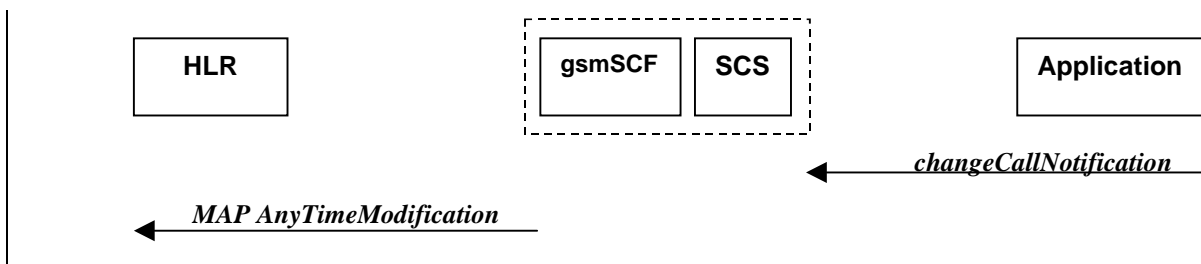 HLR
gsmSCF
SCS
Application
changeCallNotification
MAP AnyTimeModification